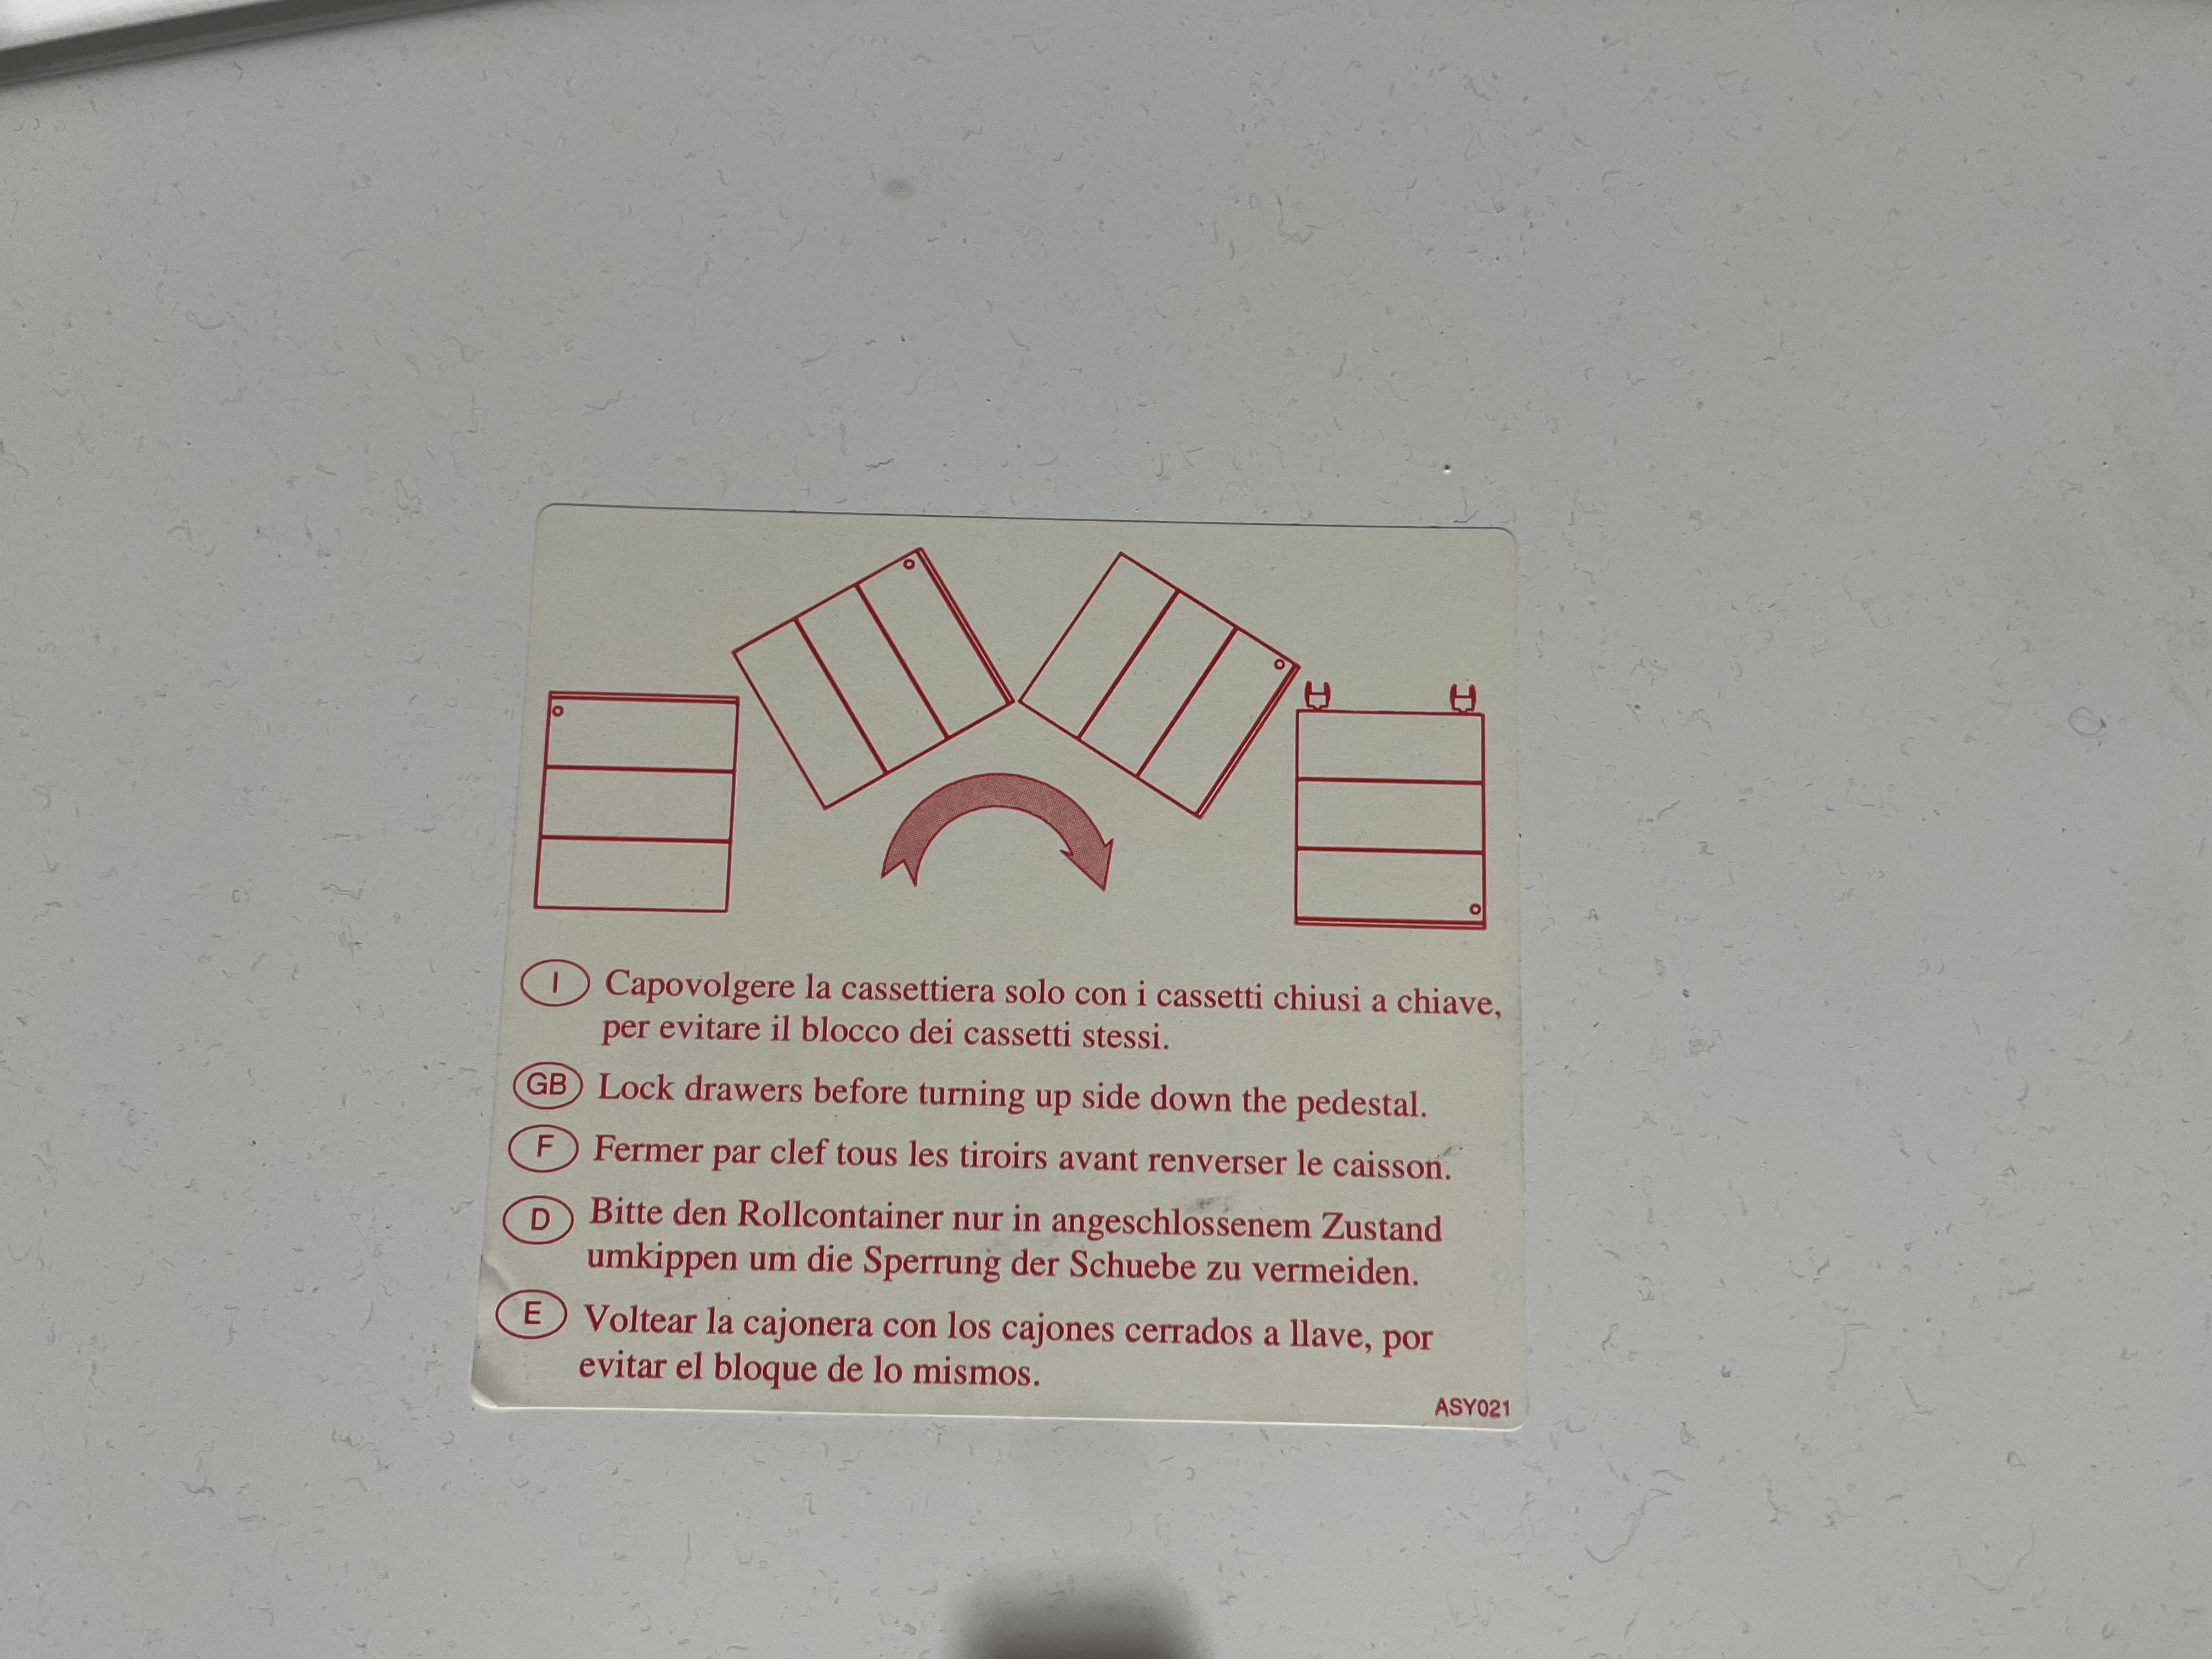 I Capovolgere la cassettiera solo con i cassetti chiusi a chiave,
per evitare il blocco dei cassetti stessi.
GB Lock drawers before turning up side down the pedestal.
F Fermer par clef tous les tiroirs avant renverser le caisson.
D Bitte den Rollcontainer nur in angeschlossenem Zustand
umkippen um die Sperrung der Schuebe zu vermeiden.
E Voltear la cajonera con los cajones cerrados a llave, por
evitar el bloque de lo mismos.
ASY021